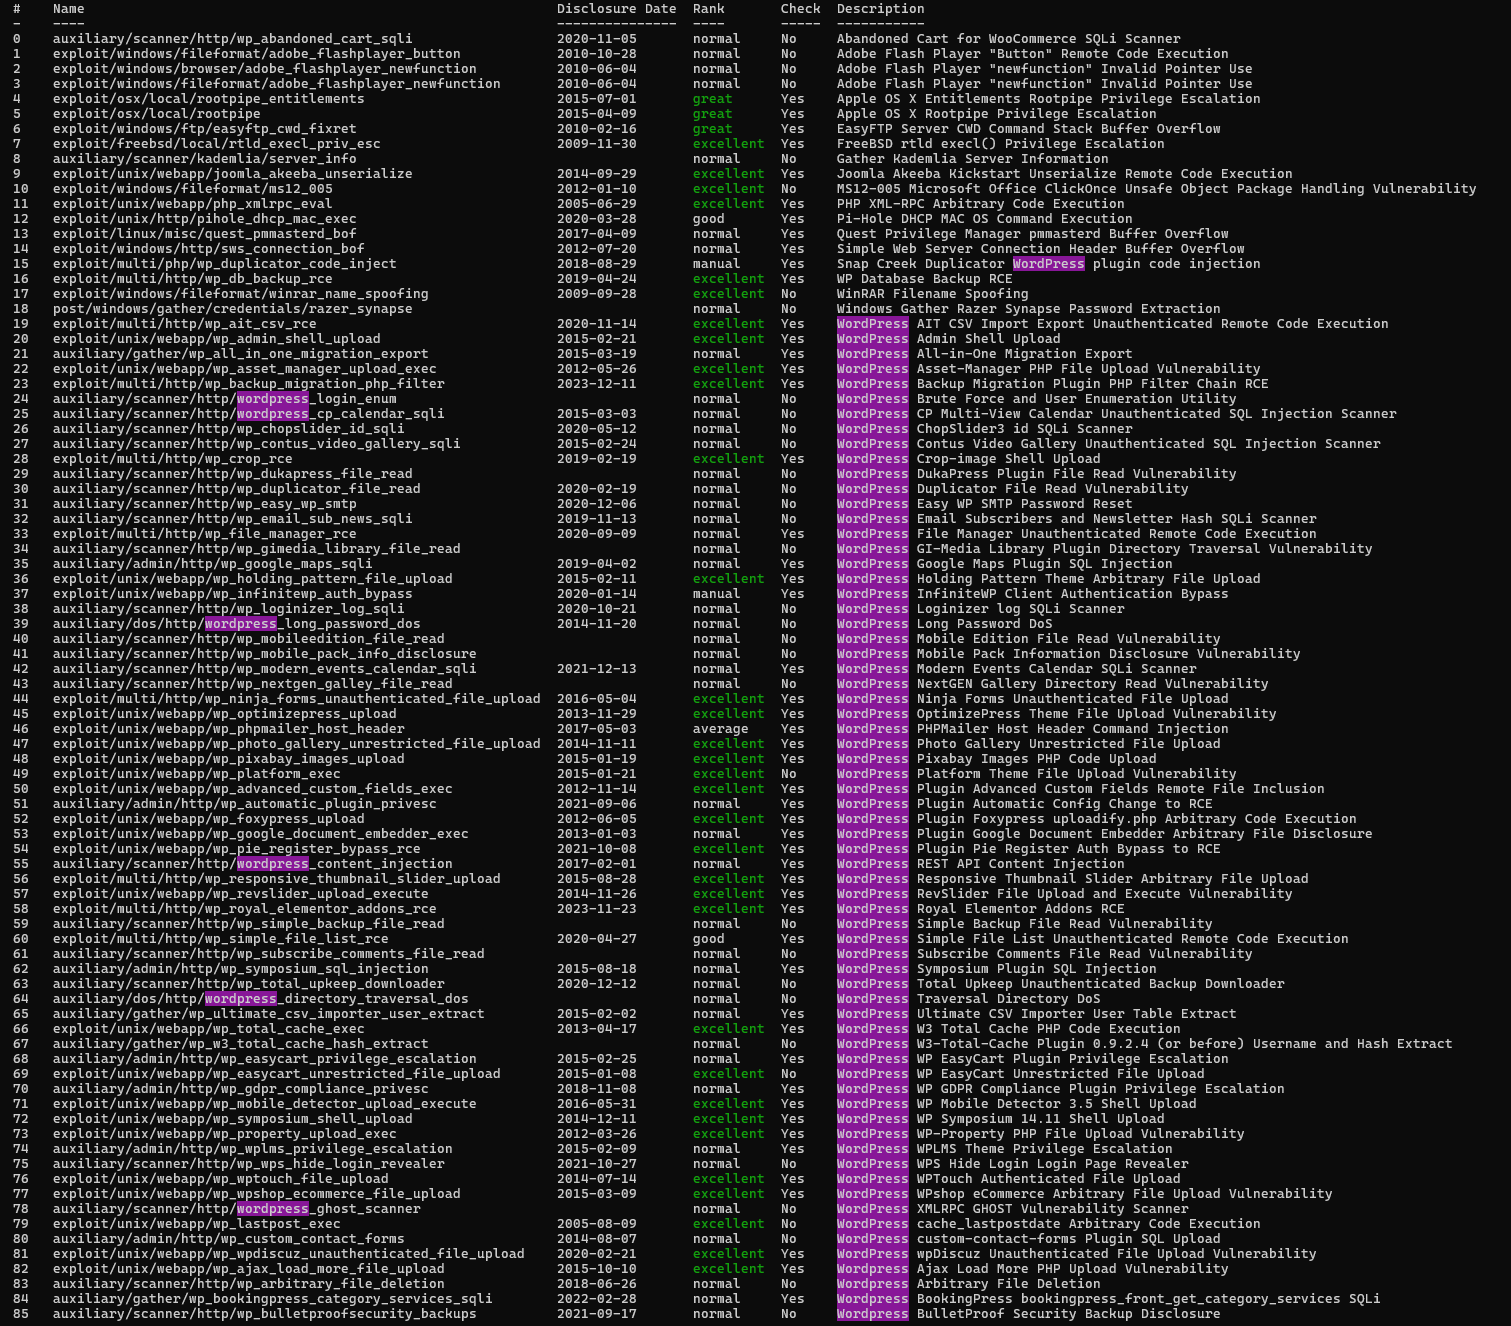 #   Name   Disclosure Date  Rank   Check  Description
-   ----   ---------------  ----   -----  -----------
0   auxiliary/scanner/http/wp_abandoned_cart_sqli   2020-11-05   normal   No   Abandoned Cart for WooCommerce SQLi Scanner
1   exploit/windows/fileformat/adobe_flashplayer_button   2010-10-28   normal   No   Adobe Flash Player "Button" Remote Code Execution
2   exploit/windows/browser/adobe_flashplayer_newfunction   2010-06-04   normal   No   Adobe Flash Player "newfunction" Invalid Pointer Use
3   exploit/windows/fileformat/adobe_flashplayer_newfunction   2010-06-04   normal   No   Adobe Flash Player "newfunction" Invalid Pointer Use
4   exploit/osx/local/rootpipe_entitlements   2015-07-01   great   Yes   Apple OS X Entitlements Rootpipe Privilege Escalation
5   exploit/osx/local/rootpipe   2015-04-09   great   Yes   Apple OS X Rootpipe Privilege Escalation
6   exploit/windows/ftp/easyftp_cwd_fixret   2010-02-16   great   Yes   EasyFTP Server CWD Command Stack Buffer Overflow
7   exploit/freebsd/local/rtld_execl_priv_esc   2009-11-30   excellent   Yes   FreeBSD rtld execl() Privilege Escalation
8   auxiliary/scanner/kademlia/server_info   normal   No   Gather Kademlia Server Information
9   exploit/unix/webapp/joomla_akeeba_unserialize   2014-09-29   excellent   Yes   Joomla Akeeba Kickstart Unserialize Remote Code Execution
10   exploit/windows/fileformat/ms12_005   2012-01-10   excellent   No   MS12-005 Microsoft Office ClickOnce Unsafe Object Package Handling Vulnerability
11   exploit/unix/webapp/php_xmlrpc_eval   2005-06-29   excellent   Yes   PHP XML-RPC Arbitrary Code Execution
12   exploit/unix/http/pihole_dhcp_mac_exec   2020-03-28   good   Yes   Pi-Hole DHCP MAC OS Command Execution
13   exploit/linux/misc/quest_pmmasterd_bof   2017-04-09   normal   Yes   Quest Privilege Manager pmmasterd Buffer Overflow
14   exploit/windows/http/sws_connection_bof   2012-07-20   normal   Yes   Simple Web Server Connection Header Buffer Overflow
15   exploit/multi/php/wp_duplicator_code_inject   2018-08-29   manual   Yes   Snap Creek Duplicator WordPress plugin code injection
16   exploit/multi/http/wp_db_backup_rce   2019-04-24   excellent   Yes   WP Database Backup RCE
17   exploit/windows/fileformat/winrar_name_spoofing   2009-09-28   excellent   No   WinRAR Filename Spoofing
18   post/windows/gather/credentials/razer_synapse   normal   No   Windows Gather Razer Synapse Password Extraction
19   exploit/multi/http/wp_ait_csv_rce   2020-11-14   excellent   Yes   WordPress AIT CSV Import Export Unauthenticated Remote Code Execution
20   exploit/unix/webapp/wp_admin_shell_upload   2015-02-21   excellent   Yes   WordPress Admin Shell Upload
21   auxiliary/gather/wp_all_in_one_migration_export   2015-03-19   normal   Yes   WordPress All-in-One Migration Export
22   exploit/unix/webapp/wp_asset_manager_upload_exec   2012-05-26   excellent   Yes   WordPress Asset-Manager PHP File Upload Vulnerability
23   exploit/multi/http/wp_backup_migration_php_filter   2023-12-11   excellent   Yes   WordPress Backup Migration Plugin PHP Filter Chain RCE
24   auxiliary/scanner/http/wordpress_login_enum   normal   No   WordPress Brute Force and User Enumeration Utility
25   auxiliary/scanner/http/wordpress_cp_calendar_sqli   2015-03-03   normal   No   WordPress CP Multi-View Calendar Unauthenticated SQL Injection Scanner
26   auxiliary/scanner/http/wp_chopslider_id_sqli   2020-05-12   normal   No   WordPress ChopSlider3 id SQLi Scanner
27   auxiliary/scanner/http/wp_contus_video_gallery_sqli   2015-02-24   normal   No   WordPress Contus Video Gallery Unauthenticated SQL Injection Scanner
28   exploit/multi/http/wp_crop_rce   2019-02-19   excellent   Yes   WordPress Crop-image Shell Upload
29   auxiliary/scanner/http/wp_dukapress_file_read   normal   No   WordPress DukaPress Plugin File Read Vulnerability
30   auxiliary/scanner/http/wp_duplicator_file_read   2020-02-19   normal   No   WordPress Duplicator File Read Vulnerability
31   auxiliary/scanner/http/wp_easy_wp_smtp   2020-12-06   normal   No   WordPress Easy WP SMTP Password Reset
32   auxiliary/scanner/http/wp_email_sub_news_sqli   2019-11-13   normal   No   WordPress Email Subscribers and Newsletter Hash SQLi Scanner
33   exploit/multi/http/wp_file_manager_rce   2020-09-09   normal   Yes   WordPress File Manager Unauthenticated Remote Code Execution
34   auxiliary/scanner/http/wp_gimedia_library_file_read   normal   No   WordPress GI-Media Library Plugin Directory Traversal Vulnerability
35   auxiliary/admin/http/wp_google_maps_sqli   2019-04-02   normal   Yes   WordPress Google Maps Plugin SQL Injection
36   exploit/unix/webapp/wp_holding_pattern_file_upload   2015-02-11   excellent   Yes   WordPress Holding Pattern Theme Arbitrary File Upload
37   exploit/unix/webapp/wp_infinitewp_auth_bypass   2020-01-14   manual   Yes   WordPress InfiniteWP Client Authentication Bypass
38   auxiliary/scanner/http/wp_loginizer_log_sqli   2020-10-21   normal   No   WordPress Loginizer log SQLi Scanner
39   auxiliary/dos/http/wordpress_long_password_dos   2014-11-20   normal   No   WordPress Long Password DoS
40   auxiliary/scanner/http/wp_mobileedition_file_read   normal   No   WordPress Mobile Edition File Read Vulnerability
41   auxiliary/scanner/http/wp_mobile_pack_info_disclosure   normal   No   WordPress Mobile Pack Information Disclosure Vulnerability
42   auxiliary/scanner/http/wp_modern_events_calendar_sqli   2021-12-13   normal   Yes   WordPress Modern Events Calendar SQLi Scanner
43   auxiliary/scanner/http/wp_nextgen_galley_file_read   normal   No   WordPress NextGEN Gallery Directory Read Vulnerability
44   exploit/multi/http/wp_ninja_forms_unauthenticated_file_upload   2016-05-04   excellent   Yes   WordPress Ninja Forms Unauthenticated File Upload
45   exploit/unix/webapp/wp_optimizepress_upload   2013-11-29   excellent   Yes   WordPress OptimizePress Theme File Upload Vulnerability
46   exploit/unix/webapp/wp_phpmailer_host_header   2017-05-03   average   Yes   WordPress PHPMailer Host Header Command Injection
47   exploit/unix/webapp/wp_photo_gallery_unrestricted_file_upload   2014-11-11   excellent   Yes   WordPress Photo Gallery Unrestricted File Upload
48   exploit/unix/webapp/wp_pixabay_images_upload   2015-01-19   excellent   Yes   WordPress Pixabay Images PHP Code Upload
49   exploit/unix/webapp/wp_platform_exec   2015-01-21   excellent   No   WordPress Platform Theme File Upload Vulnerability
50   exploit/unix/webapp/wp_advanced_custom_fields_exec   2012-11-14   excellent   Yes   WordPress Plugin Advanced Custom Fields Remote File Inclusion
51   auxiliary/admin/http/wp_automatic_plugin_privesc   2021-09-06   normal   Yes   WordPress Plugin Automatic Config Change to RCE
52   exploit/unix/webapp/wp_foxypress_upload   2012-06-05   excellent   Yes   WordPress Plugin Foxypress uploadify.php Arbitrary Code Execution
53   exploit/unix/webapp/wp_google_document_embedder_exec   2013-01-03   normal   Yes   WordPress Plugin Google Document Embedder Arbitrary File Disclosure
54   exploit/unix/webapp/wp_pie_register_bypass_rce   2021-10-08   excellent   Yes   WordPress Plugin Pie Register Auth Bypass to RCE
55   auxiliary/scanner/http/wordpress_content_injection   2017-02-01   normal   Yes   WordPress REST API Content Injection
56   exploit/multi/http/wp_responsive_thumbnail_slider_upload   2015-08-28   excellent   Yes   WordPress Responsive Thumbnail Slider Arbitrary File Upload
57   exploit/unix/webapp/wp_revslider_upload_execute   2014-11-26   excellent   Yes   WordPress RevSlider File Upload and Execute Vulnerability
58   exploit/multi/http/wp_royal_elementor_addons_rce   2023-11-23   excellent   Yes   WordPress Royal Elementor Addons RCE
59   auxiliary/scanner/http/wp_simple_backup_file_read   normal   No   WordPress Simple Backup File Read Vulnerability
60   exploit/multi/http/wp_simple_file_list_rce   2020-04-27   good   Yes   WordPress Simple File List Unauthenticated Remote Code Execution
61   auxiliary/scanner/http/wp_subscribe_comments_file_read   normal   No   WordPress Subscribe Comments File Read Vulnerability
62   auxiliary/admin/http/wp_symposium_sql_injection   2015-08-18   normal   Yes   WordPress Symposium Plugin SQL Injection
63   auxiliary/scanner/http/wp_total_upkeep_downloader   2020-12-12   normal   No   WordPress Total Upkeep Unauthenticated Backup Downloader
64   auxiliary/dos/http/wordpress_directory_traversal_dos   normal   No   WordPress Traversal Directory DoS
65   auxiliary/gather/wp_ultimate_csv_importer_user_extract   2015-02-02   normal   Yes   WordPress Ultimate CSV Importer User Table Extract
66   exploit/unix/webapp/wp_total_cache_exec   2013-04-17   excellent   Yes   WordPress W3 Total Cache PHP Code Execution
67   auxiliary/gather/wp_w3_total_cache_hash_extract   normal   No   WordPress W3-Total-Cache Plugin 0.9.2.4 (or before) Username and Hash Extract
68   auxiliary/admin/http/wp_easycart_privilege_escalation   2015-02-25   normal   Yes   WordPress WP EasyCart Plugin Privilege Escalation
69   exploit/unix/webapp/wp_easycart_unrestricted_file_upload   2015-01-08   excellent   No   WordPress WP EasyCart Unrestricted File Upload
70   auxiliary/admin/http/wp_gdpr_compliance_privesc   2018-11-08   normal   Yes   WordPress WP GDPR Compliance Plugin Privilege Escalation
71   exploit/unix/webapp/wp_mobile_detector_upload_execute   2016-05-31   excellent   Yes   WordPress WP Mobile Detector 3.5 Shell Upload
72   exploit/unix/webapp/wp_symposium_shell_upload   2014-12-11   excellent   Yes   WordPress WP Symposium 14.11 Shell Upload
73   exploit/unix/webapp/wp_property_upload_exec   2012-03-26   excellent   Yes   WordPress WP-Property PHP File Upload Vulnerability
74   auxiliary/admin/http/wp_wplms_privilege_escalation   2015-02-09   normal   Yes   WordPress WPLMS Theme Privilege Escalation
75   auxiliary/scanner/http/wp_wps_hide_login_revealer   2021-10-27   normal   No   WordPress WPS Hide Login Login Page Revealer
76   exploit/unix/webapp/wp_wptouch_file_upload   2014-07-14   excellent   Yes   WordPress WPTouch Authenticated File Upload
77   exploit/unix/webapp/wp_wpshop_ecommerce_file_upload   2015-03-09   excellent   Yes   WordPress WPshop eCommerce Arbitrary File Upload Vulnerability
78   auxiliary/scanner/http/wordpress_ghost_scanner   normal   No   WordPress XMLRPC GHOST Vulnerability Scanner
79   exploit/unix/webapp/wp_lastpost_exec   2005-08-09   excellent   No   WordPress cache_lastpostdate Arbitrary Code Execution
80   auxiliary/admin/http/wp_custom_contact_forms   2014-08-07   normal   No   WordPress custom-contact-forms Plugin SQL Upload
81   exploit/unix/webapp/wp_wpdiscuz_unauthenticated_file_upload   2020-02-21   excellent   Yes   WordPress wpDiscuz Unauthenticated File Upload Vulnerability
82   exploit/unix/webapp/wp_ajax_load_more_file_upload   2015-10-10   excellent   Yes   Wordpress Ajax Load More PHP Upload Vulnerability
83   auxiliary/scanner/http/wp_arbitrary_file_deletion   2018-06-26   normal   No   Wordpress Arbitrary File Deletion
84   auxiliary/gather/wp_bookingpress_category_services_sqli   2022-02-28   normal   Yes   Wordpress BookingPress bookingpress_front_get_category_services SQLi
85   auxiliary/scanner/http/wp_bulletproofsecurity_backups   2021-09-17   normal   No   Wordpress BulletProof Security Backup Disclosure